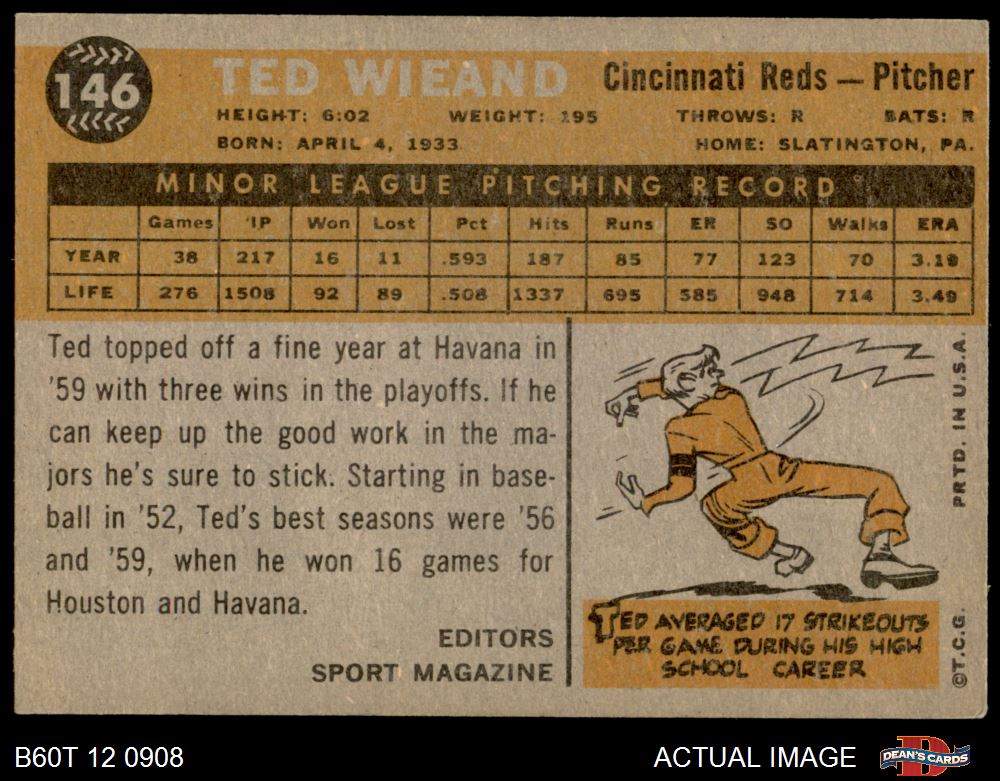 146
TED WIEAND Cincinnati Reds — Pitcher
HEIGHT: 6:02 WEIGHT: 195 THROWS: R BATS: R
BORN: APRIL 4, 1933 HOME: SLATINGTON, PA.
MINOR LEAGUE PITCHING RECORD
Games IP Won Lost Pct Hits Runs ER SO Walks ERA
YEAR 38 217 16 11 .593 187 85 77 123 70 3.19
LIFE 276 1508 92 89 .508 1337 695 585 948 714 3.49
Ted topped off a fine year at Havana in
'59 with three wins in the playoffs. If he
can keep up the good work in the ma-
jors he's sure to stick. Starting in base-
ball in '52, Ted's best seasons were '56
and '59, when he won 16 games for
Houston and Havana.
EDITORS
SPORT MAGAZINE
TED AVERAGED 17 STRIKEOUTS
PER GAME DURING HIS HIGH
SCHOOL CAREER
©T.C.G. PRTD. IN U.S.A.
B60T 12 0908 ACTUAL IMAGE DEAN'S CARDS